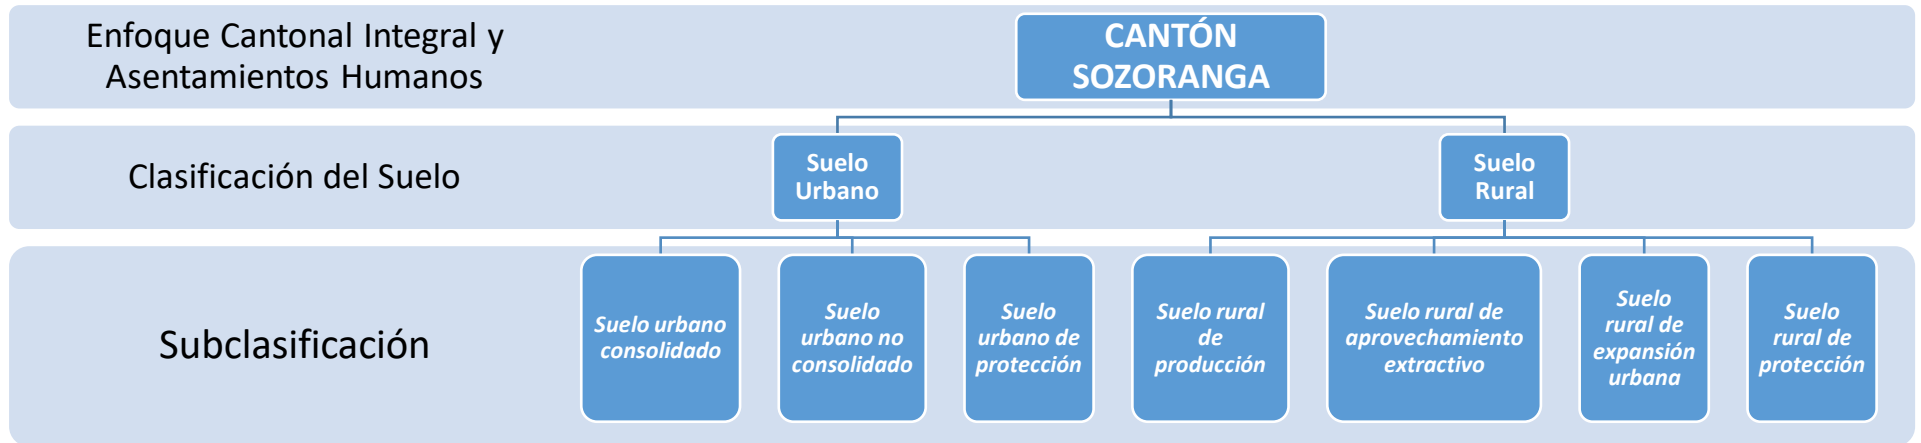 Enfoque Cantonal Integral y
Asentamientos Humanos
CANTÓN
SOZORANGA
Clasificación del Suelo
Suelo
Urbano
Suelo
Rural
Subclasificación
Suelo urbano
consolidado
Suelo
urbano no
consolidado
Suelo
urbano de
protección
Suelo rural
de
producción
Suelo rural de
aprovechamiento
extractivo
Suelo
rural de
expansión
urbana
Suelo
rural de
protección